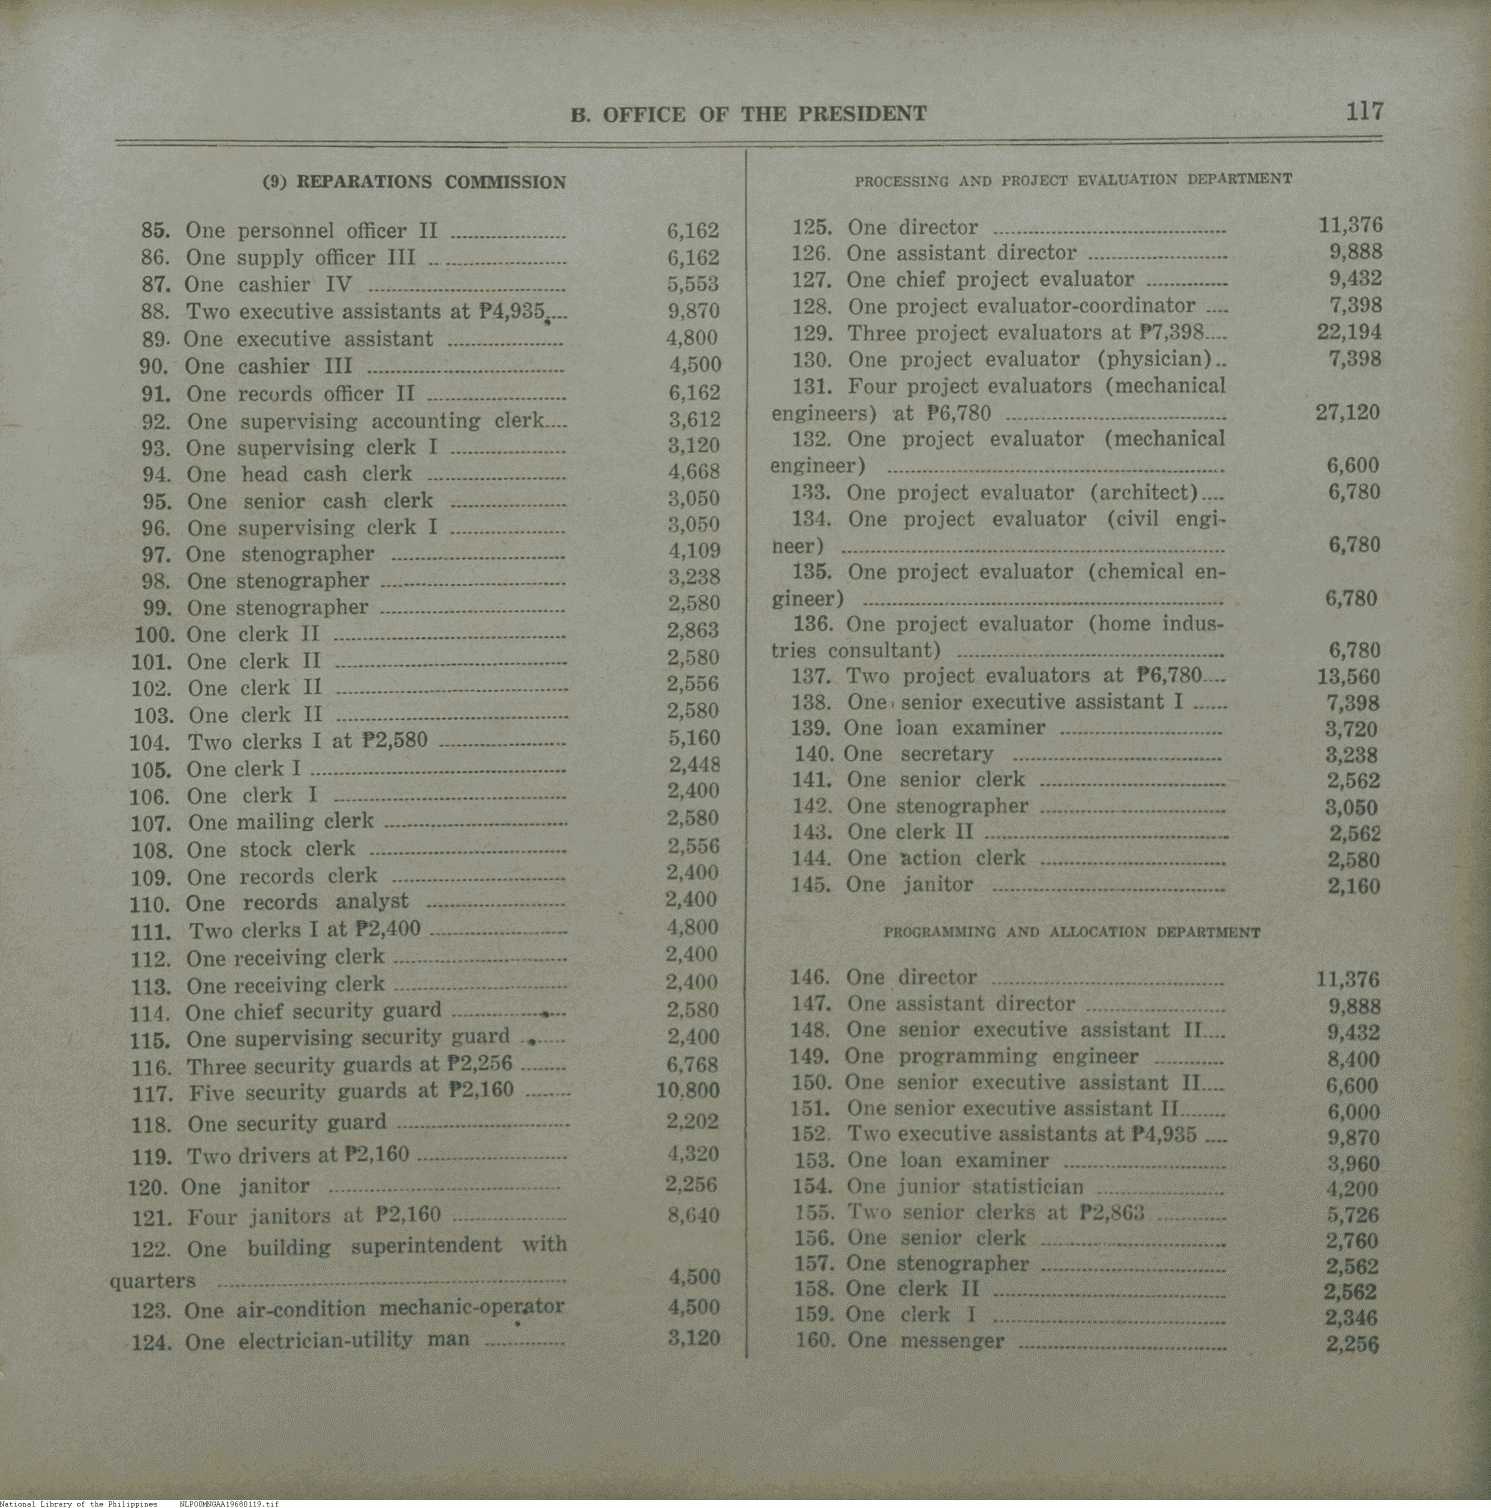 B. OFFICE OF THE PRESIDENT
117
(9) REPARATIONS COMMISSION
85. One personnel officer II .................... 6,162
86. One supply officer III ........................ 6,162
87. One cashier IV .................................. 5,553
88. Two executive assistants at ₱4,935.... 9,870
89. One executive assistant .................... 4,800
90. One cashier III .................................. 4,500
91. One records officer II ........................ 6,162
92. One supervising accounting clerk.... 3,612
93. One supervising clerk I .................... 3,120
94. One head cash clerk ........................ 4,668
95. One senior cash clerk .................... 3,050
96. One supervising clerk I .................... 3,050
97. One stenographer .............................. 4,109
98. One stenographer ................................ 3,238
99. One stenographer ................................ 2,580
100. One clerk II ........................................ 2,863
101. One clerk II ........................................ 2,580
102. One clerk II ........................................ 2,556
103. One clerk II ........................................ 2,580
104. Two clerks I at ₱2,580 ...................... 5,160
105. One clerk I ............................................ 2,448
106. One clerk I ........................................ 2,400
107. One mailing clerk ................................ 2,580
108. One stock clerk .................................. 2,556
109. One records clerk .............................. 2,400
110. One records analyst ........................ 2,400
111. Two clerks I at ₱2,400 ........................ 4,800
112. One receiving clerk .............................. 2,400
113. One receiving clerk .............................. 2,400
114. One chief security guard .................... 2,580
115. One supervising security guard ........ 2,400
116. Three security guards at ₱2,256 ........ 6,768
117. Five security guards at ₱2,160 ........ 10,800
118. One security guard .............................. 2,202
119. Two drivers at ₱2,160 .......................... 4,320
120. One janitor ........................................ 2,256
121. Four janitors at ₱2,160 .................... 8,640
122. One building superintendent with
quarters ............................................................ 4,500
123. One air-condition mechanic-operator 4,500
124. One electrician-utility man .............. 3,120
PROCESSING AND PROJECT EVALUATION DEPARTMENT
125. One director ........................................ 11,376
126. One assistant director ........................ 9,888
127. One chief project evaluator .............. 9,432
128. One project evaluator-coordinator .... 7,398
129. Three project evaluators at ₱7,398.... 22,194
130. One project evaluator (physician).. 7,398
131. Four project evaluators (mechanical
engineers) at ₱6,780 ...................................... 27,120
132. One project evaluator (mechanical
engineer) .......................................................... 6,600
133. One project evaluator (architect).... 6,780
134. One project evaluator (civil engi-
neer) .................................................................. 6,780
135. One project evaluator (chemical en-
gineer) .............................................................. 6,780
136. One project evaluator (home indus-
tries consultant) .............................................. 6,780
137. Two project evaluators at ₱6,780.... 13,560
138. One senior executive assistant I ...... 7,398
139. One loan examiner ............................ 3,720
140. One secretary .................................... 3,238
141. One senior clerk ................................ 2,562
142. One stenographer ................................ 3,050
143. One clerk II .......................................... 2,562
144. One action clerk ................................ 2,580
145. One janitor ........................................ 2,160
PROGRAMMING AND ALLOCATION DEPARTMENT
146. One director ........................................ 11,376
147. One assistant director ........................ 9,888
148. One senior executive assistant II.... 9,432
149. One programming engineer ............ 8,400
150. One senior executive assistant II.... 6,600
151. One senior executive assistant II........ 6,000
152. Two executive assistants at ₱4,935 .... 9,870
153. One loan examiner ............................ 3,960
154. One junior statistician ...................... 4,200
155. Two senior clerks at ₱2,863 ............ 5,726
156. One senior clerk ................................ 2,760
157. One stenographer ................................ 2,562
158. One clerk II ........................................ 2,562
159. One clerk I ........................................ 2,346
160. One messenger .................................... 2,256
National Library of the Philippines NLPOOMNGAA19680119.tif